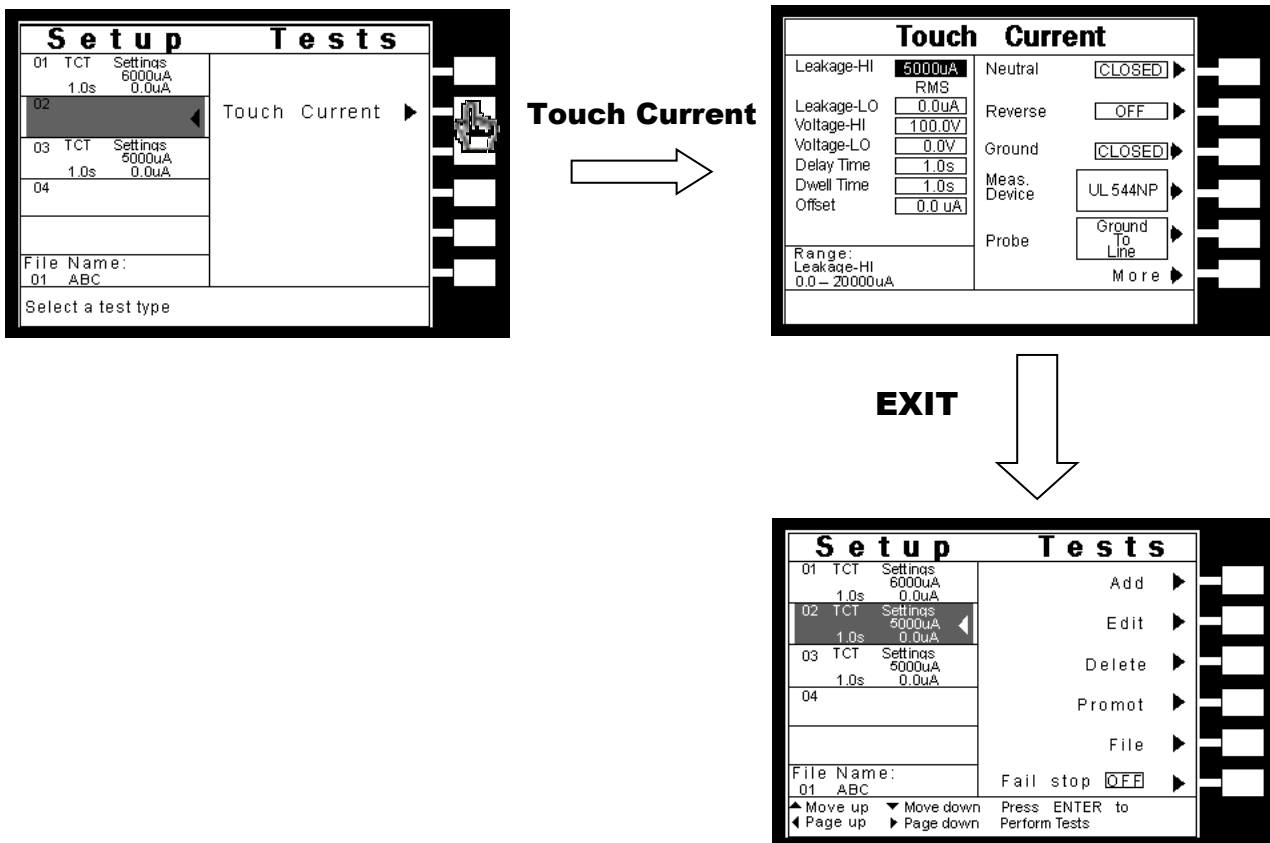 Setup Tests
01 TCT Settings
6000uA
1.0s 0.0uA
02
03 TCT Settings
5000uA
1.0s 0.0uA
04
File Name:
01 ABC
Touch Current
Select a test type
Touch Current
Touch Current
Leakage-HI 5000uA
RMS
Leakage-LO 0.0uA
Voltage-HI 100.0V
Voltage-LO 0.0V
Delay Time 1.0s
Dwell Time 1.0s
Offset 0.0 uA
Range:
Leakage-HI
0.0 – 20000uA
Neutral CLOSED
Reverse OFF
Ground CLOSED
Meas.
Device UL 544NP
Probe Ground
To
Line
More
EXIT
Setup Tests
01 TCT Settings
6000uA
1.0s 0.0uA
02 TCT Settings
5000uA
1.0s 0.0uA
03 TCT Settings
5000uA
1.0s 0.0uA
04
File Name:
01 ABC
Add
Edit
Delete
Promot
File
Fail stop OFF
Move up Move down Press ENTER to
Page up Page down Perform Tests